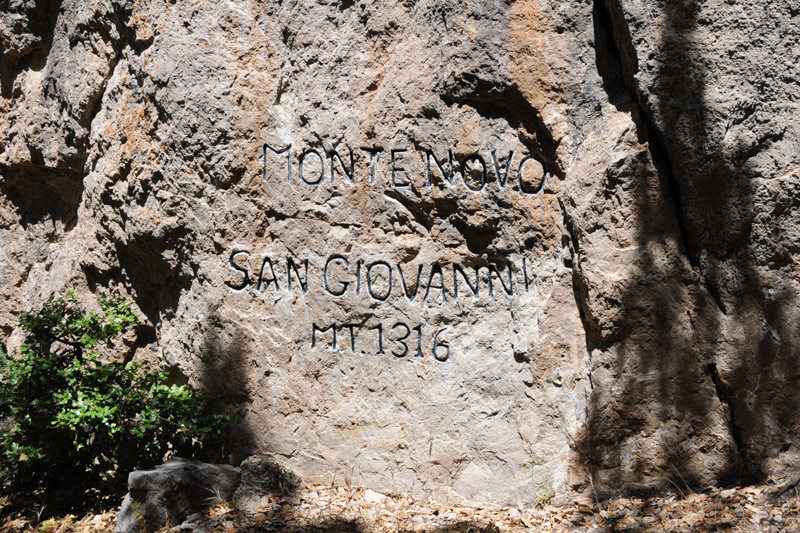 MONTE NOVO
SAN GIOVANNI
MT. 1316